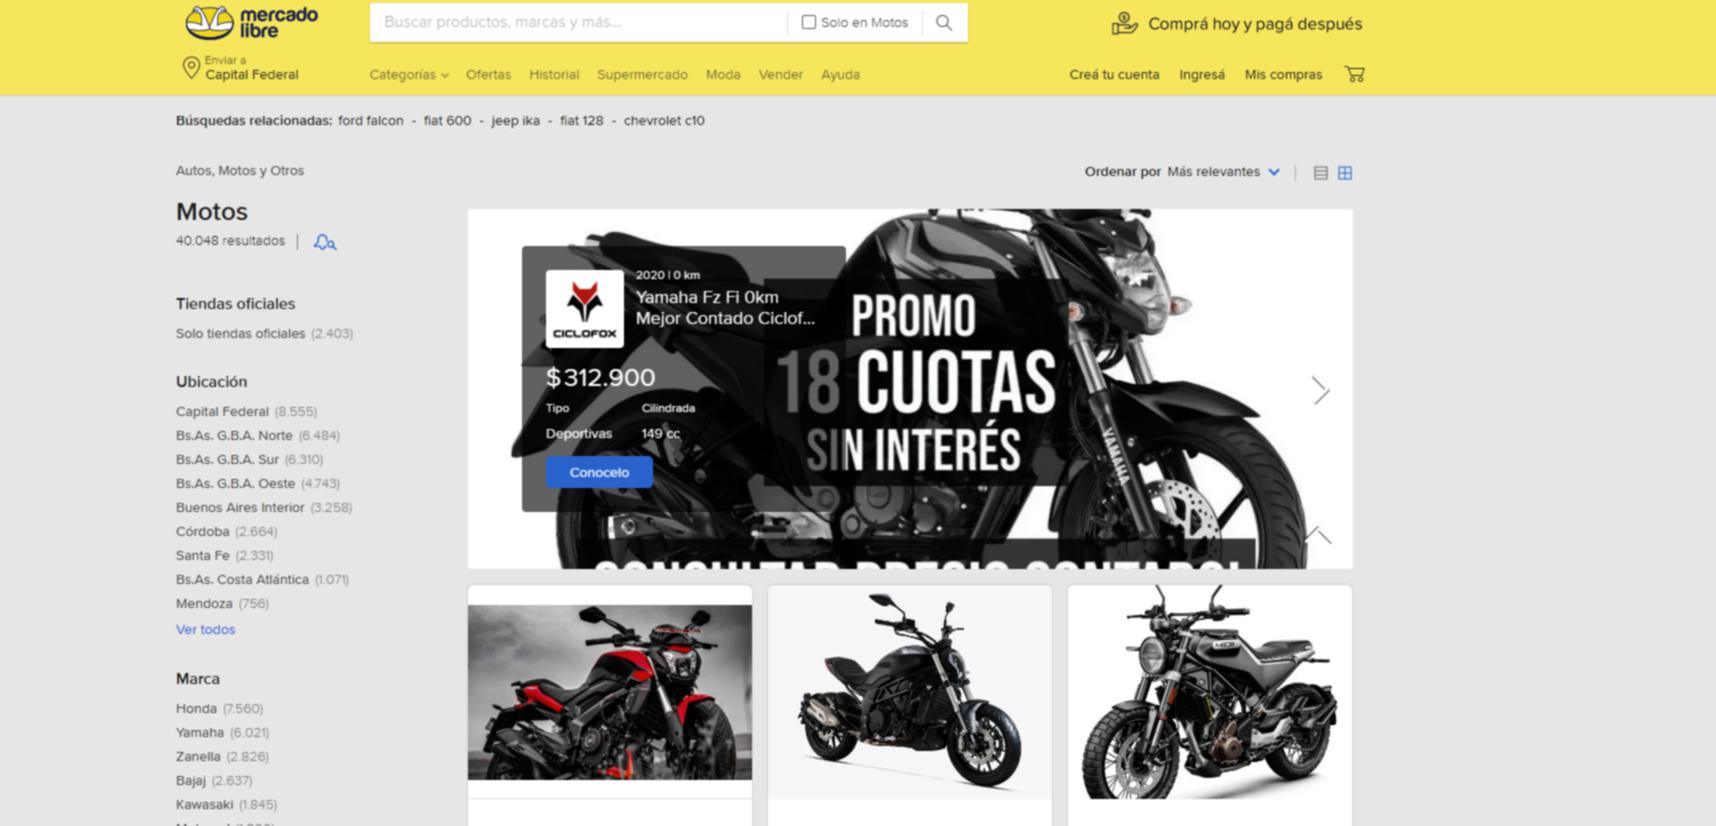 mercado
libre
Buscar productos, marcas y más...
Solo en Motos
Comprá hoy y pagá después
Enviar a
Capital Federal
Categorías Ofertas Historial Supermercado Moda Vender Ayuda
Creá tu cuenta Ingresá Mis compras
Búsquedas relacionadas: ford falcon - fiat 600 - jeep ika - fiat 128 - chevrolet c10
Autos, Motos y Otros
Ordenar por Más relevantes
Motos
40.048 resultados
Tiendas oficiales
Solo tiendas oficiales (2.403)
Ubicación
Capital Federal (8.555)
Bs.As. G.B.A. Norte (6.484)
Bs.As. G.B.A. Sur (6.310)
Bs.As. G.B.A. Oeste (4.743)
Buenos Aires Interior (3.258)
Córdoba (2.664)
Santa Fe (2.331)
Bs.As. Costa Atlántica (1.071)
Mendoza (756)
Ver todos
Marca
Honda (7.560)
Yamaha (6.021)
Zanella (2.826)
Bajaj (2.637)
Kawasaki (1.845)
CICLOFOX
2020 | 0 km
Yamaha Fz Fi 0km
Mejor Contado Ciclof...
$312.900
Tipo Cilindrada
Deportivas 149 cc
Conocelo
PROMO
18 CUOTAS
SIN INTERÉS
YAMAHA
CONSULTAR PRECIO CONTADO!
401